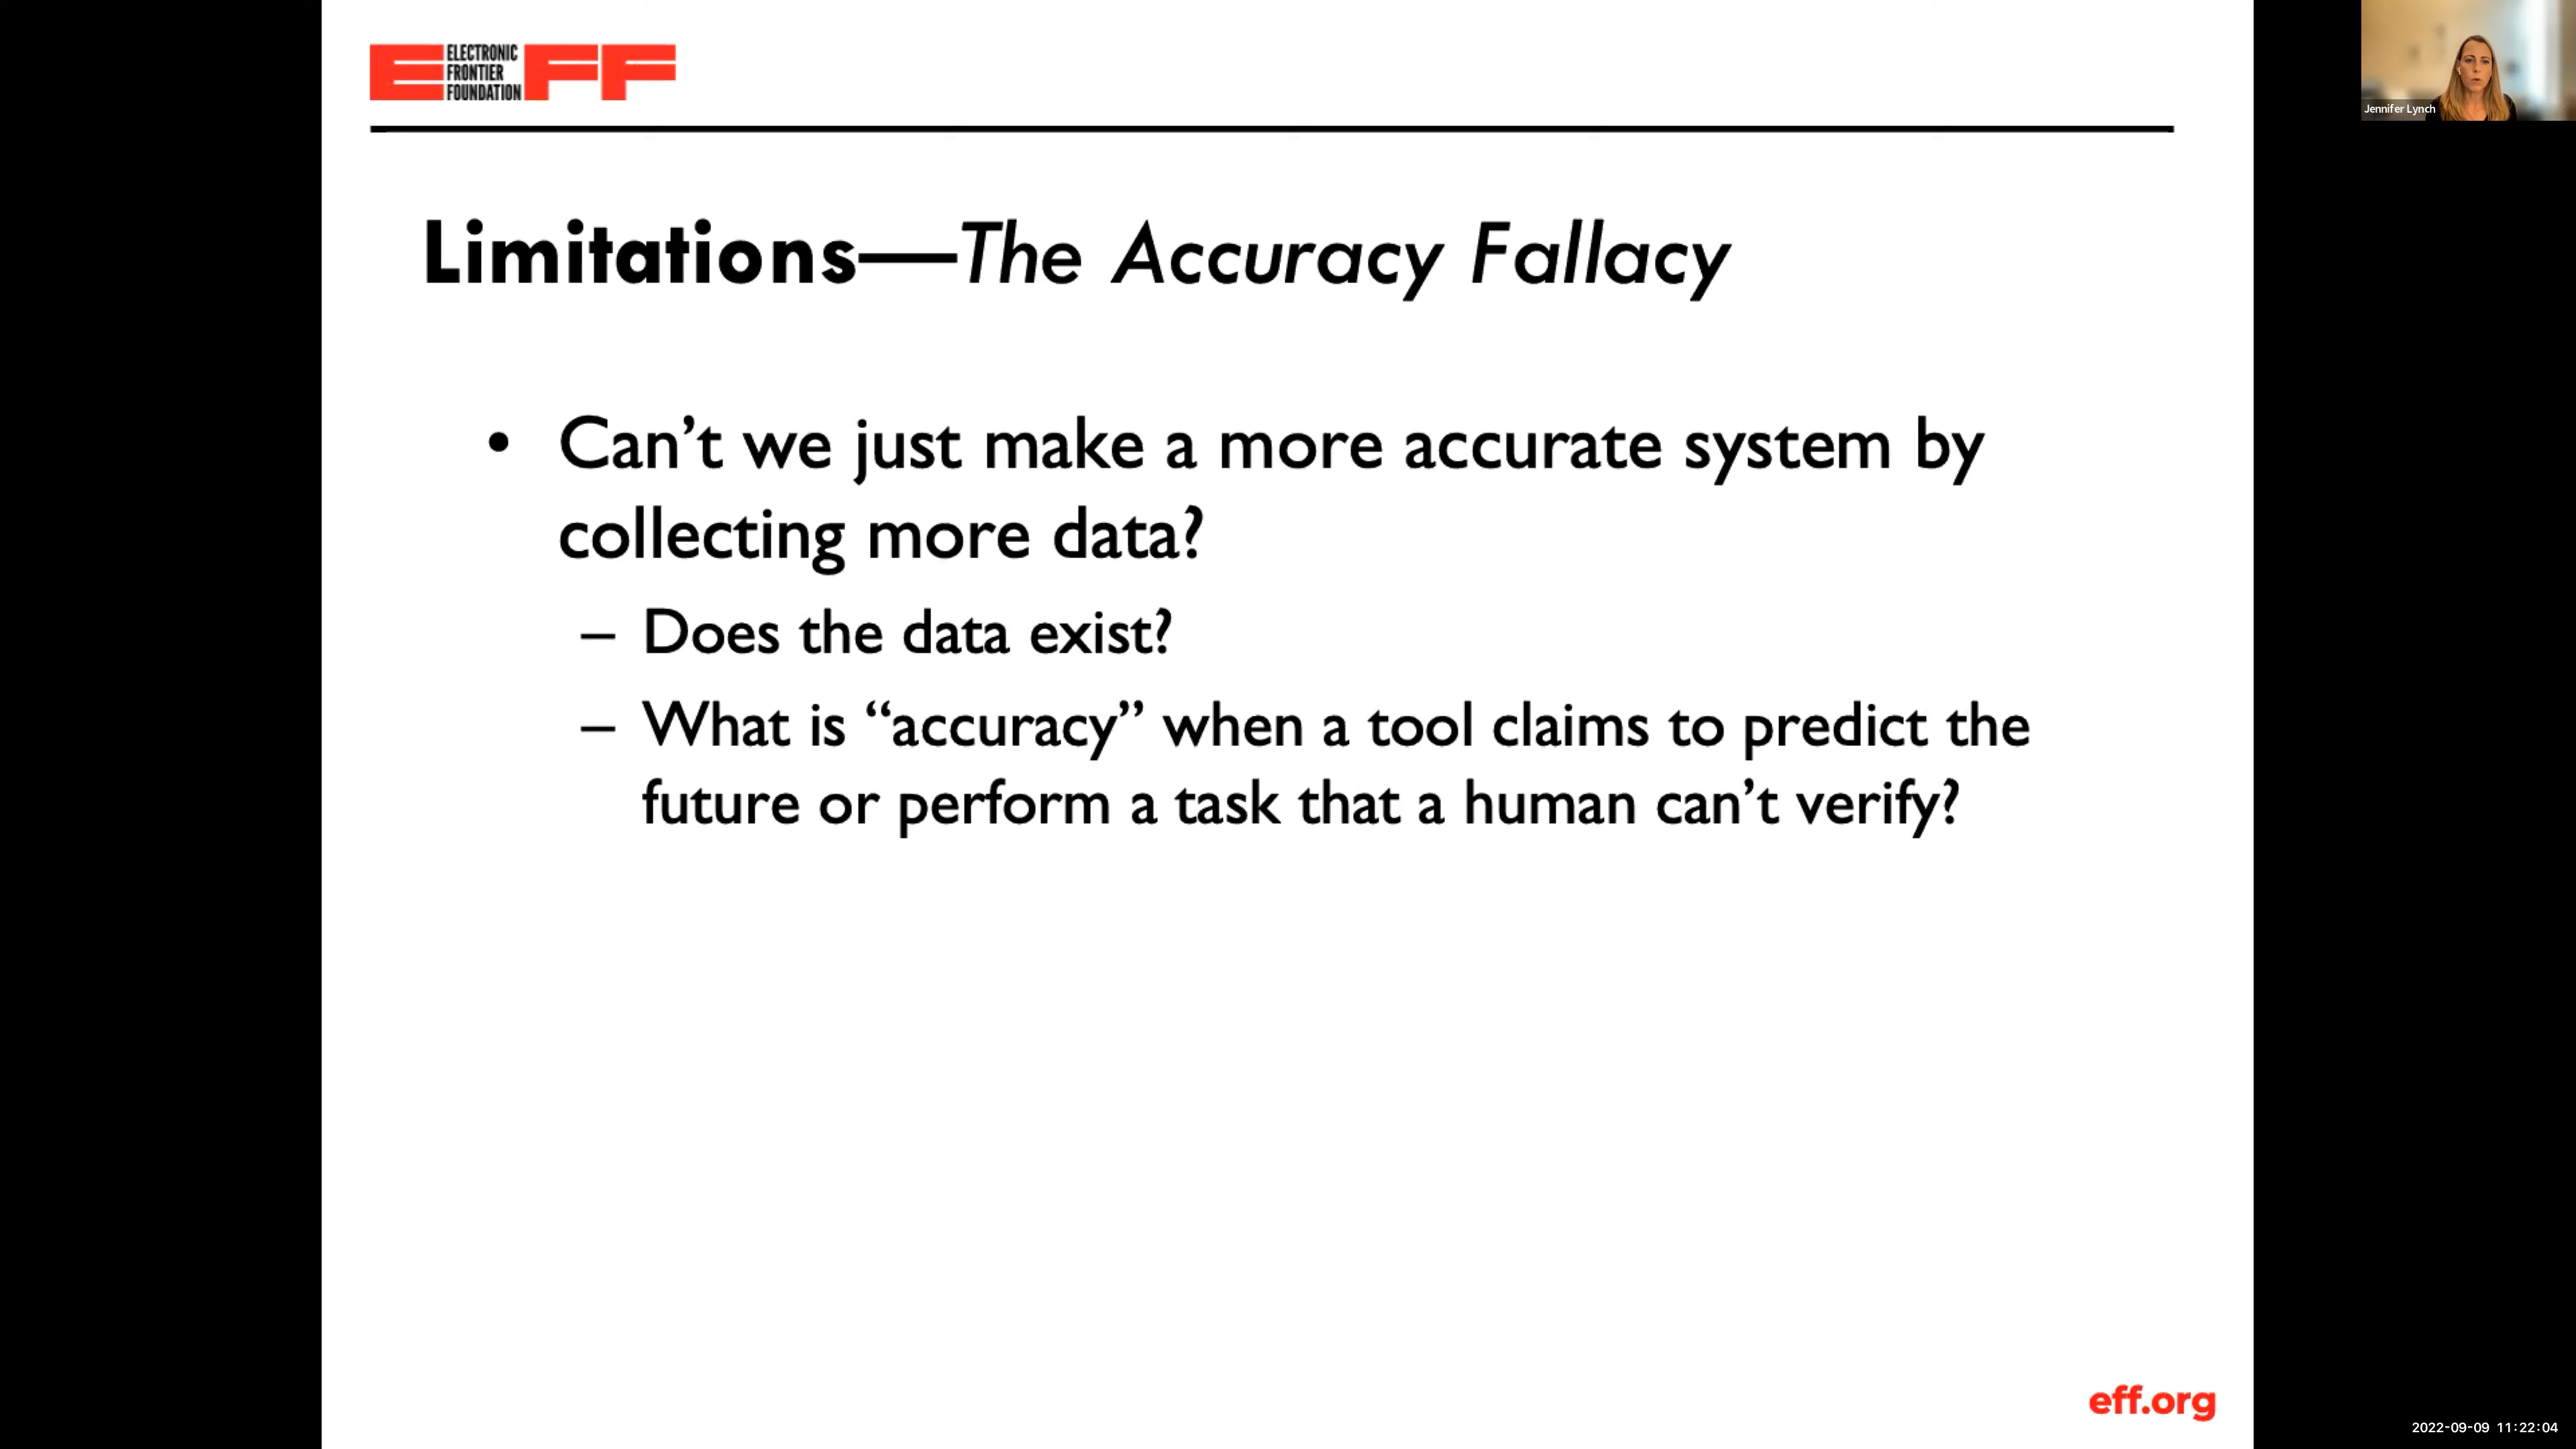 EFF
ELECTRONIC
FRONTIER
FOUNDATION
Jennifer Lynch
Limitations—The Accuracy Fallacy
• Can’t we just make a more accurate system by
collecting more data?
– Does the data exist?
– What is “accuracy” when a tool claims to predict the
future or perform a task that a human can’t verify?
eff.org
2022-09-09 11:22:04